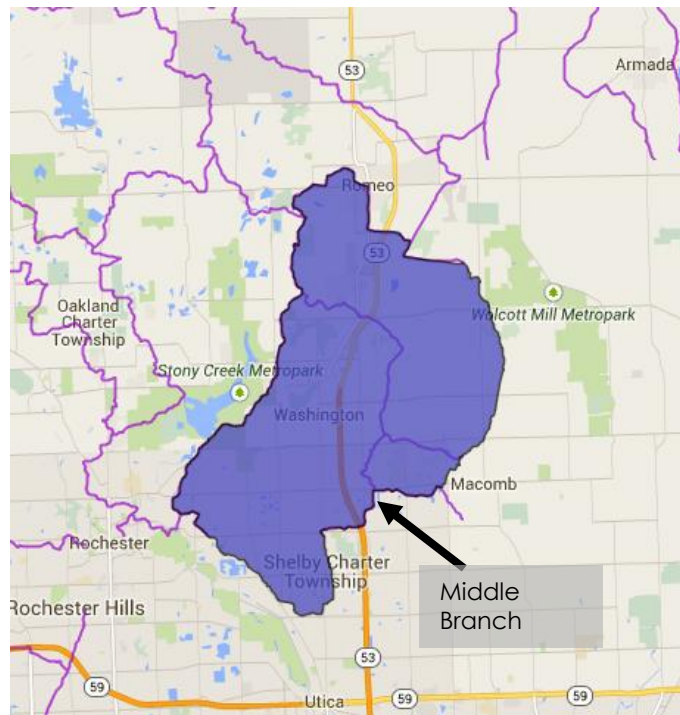 Armada
53
Romeo
53
Oakland
Charter
Township
Wolcott Mill Metropark
Stony Creek Metropark
Washington
Macomb
Rochester
Shelby Charter
Township
Middle
Branch
Rochester Hills
53
59
59
59
Utica